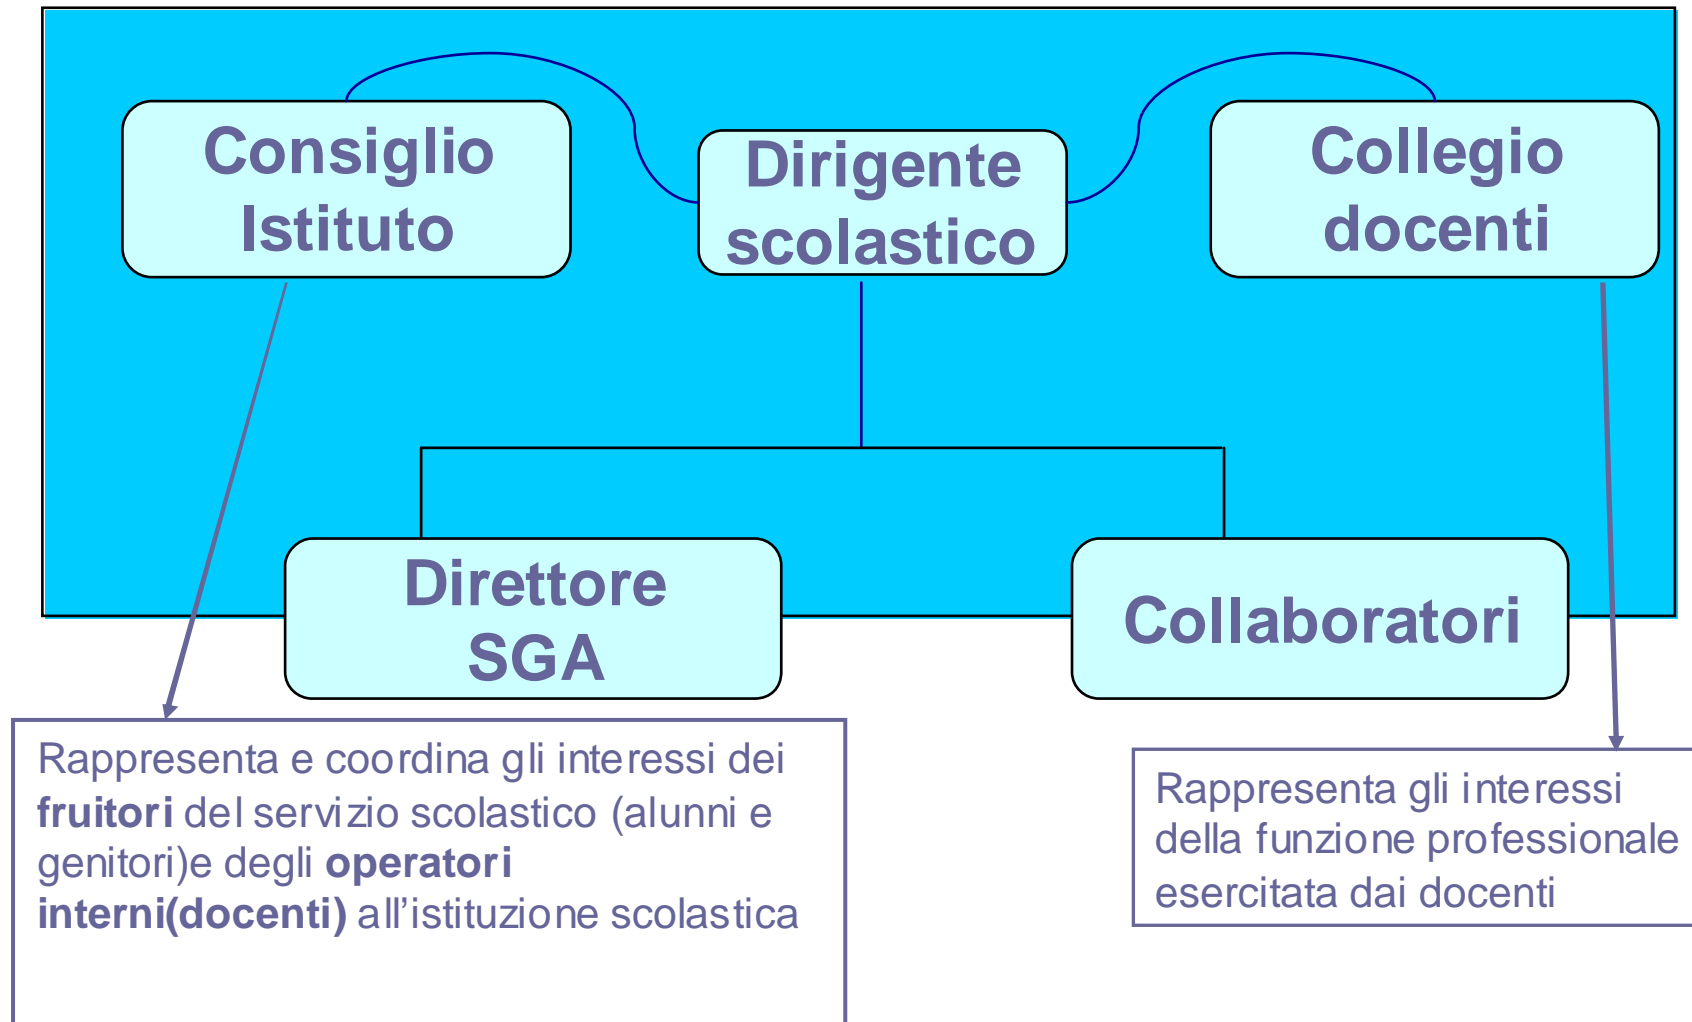 Consiglio
Istituto
Dirigente
scolastico
Collegio
docenti
Direttore
SGA
Collaboratori
Rappresenta e coordina gli interessi dei
fruitori del servizio scolastico (alunni e
genitori)e degli operatori
interni(docenti) all’istituzione scolastica
Rappresenta gli interessi
della funzione professionale
esercitata dai docenti